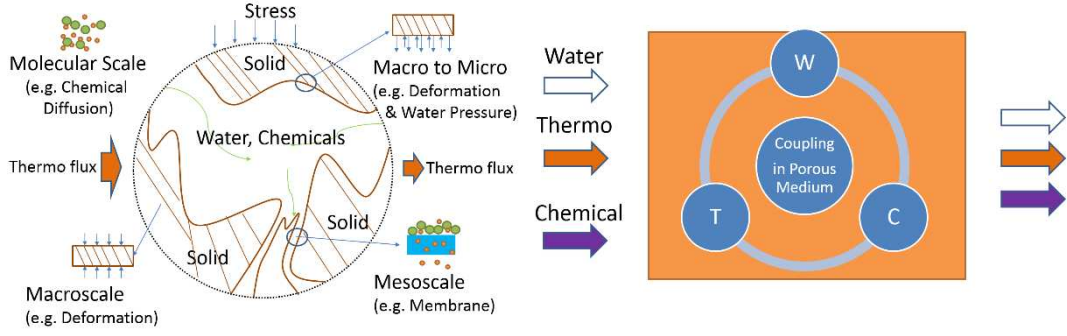 Stress
Molecular Scale
(e.g. Chemical
Diffusion)
Solid
Macro to Micro
(e.g. Deformation
& Water Pressure)
Water, Chemicals
Thermo flux
Thermo flux
Solid
Solid
Macroscale
(e.g. Deformation)
Mesoscale
(e.g. Membrane)
Water
Thermo
Chemical
W
Coupling
in Porous
Medium
T
C